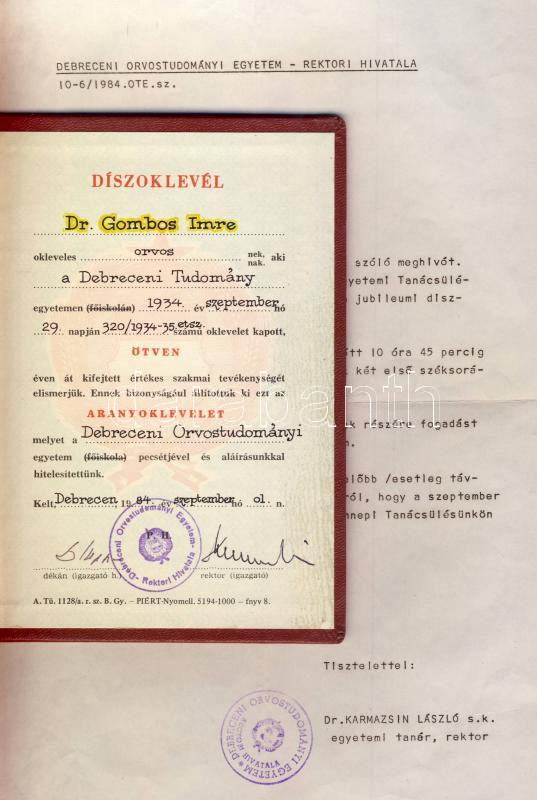 DEBRECENI ORVOSTUDOMÁNYI EGYETEM - REKTORI HIVATALA
10-6/1984.OTE.sz.
DÍSZOKLEVÉL
Dr. Gombos Imre
okleveles orvos nek, nak. aki
a Debreceni Tudomány
egyetemen (főiskolán) 1934. év szeptember hó
29. napján 320/1934-35.etsz. számú oklevelet kapott,
ÖTVEN
éven át kifejtett értékes szakmai tevékenységét
elismerjük. Ennek bizonyságául állítottuk ki ezt az
ARANYOKLEVELET
melyet a Debreceni Orvostudományi
egyetem (főiskola) pecsétjével és aláírásunkkal
hitelesítettünk.
Kelt, Debrecen 1984. év szeptember hó 01. n.
P. H.
Debreceni Orvostudományi Egyetem - Rektori Hivatala
dékán (igazgató h.) rektor (igazgató)
A. Tü. 1128/a. r. sz. B. Gy. — PIÉRT-Nyomell. 5194-1000 - fnyv 8.
szóló meghívót.
gyetemi Tanácsülé-
jubileumi disz-
tt 10 óra 45 percig
két első széksorá-
k részére fogadást
n.
előbb /esetleg táv-
ról, hogy a szeptember
nnepi Tanácsülésünkön
Tisztelettel:
Dr.KARMAZSIN LÁSZLÓ s.k.
egyetemi tanár, rektor
DEBRECENI ORVOSTUDOMÁNYI EGYETEM
REKTORI HIVATALA
darabanth